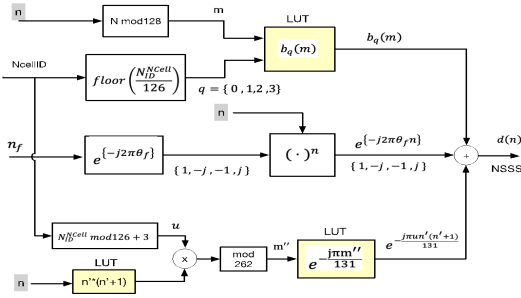 n
N mod128
m
LUT
b_q(m)
b_q(m)
NcellID
floor(N_ID^NCell/126)
q = { 0 , 1,2 ,3}
n
n_f
e^{-j2πθ_f}
{1, -j, -1, j}
(·)^n
e^{-j2πθ_f n}
{1, -j, -1, j}
+
d(n)
NSSS
N_ID^NCell mod126 + 3
u
x
mod
262
m''
LUT
e^-jπm''/131
e^-jπun'(n'+1)/131
n
LUT
n'*(n'+1)